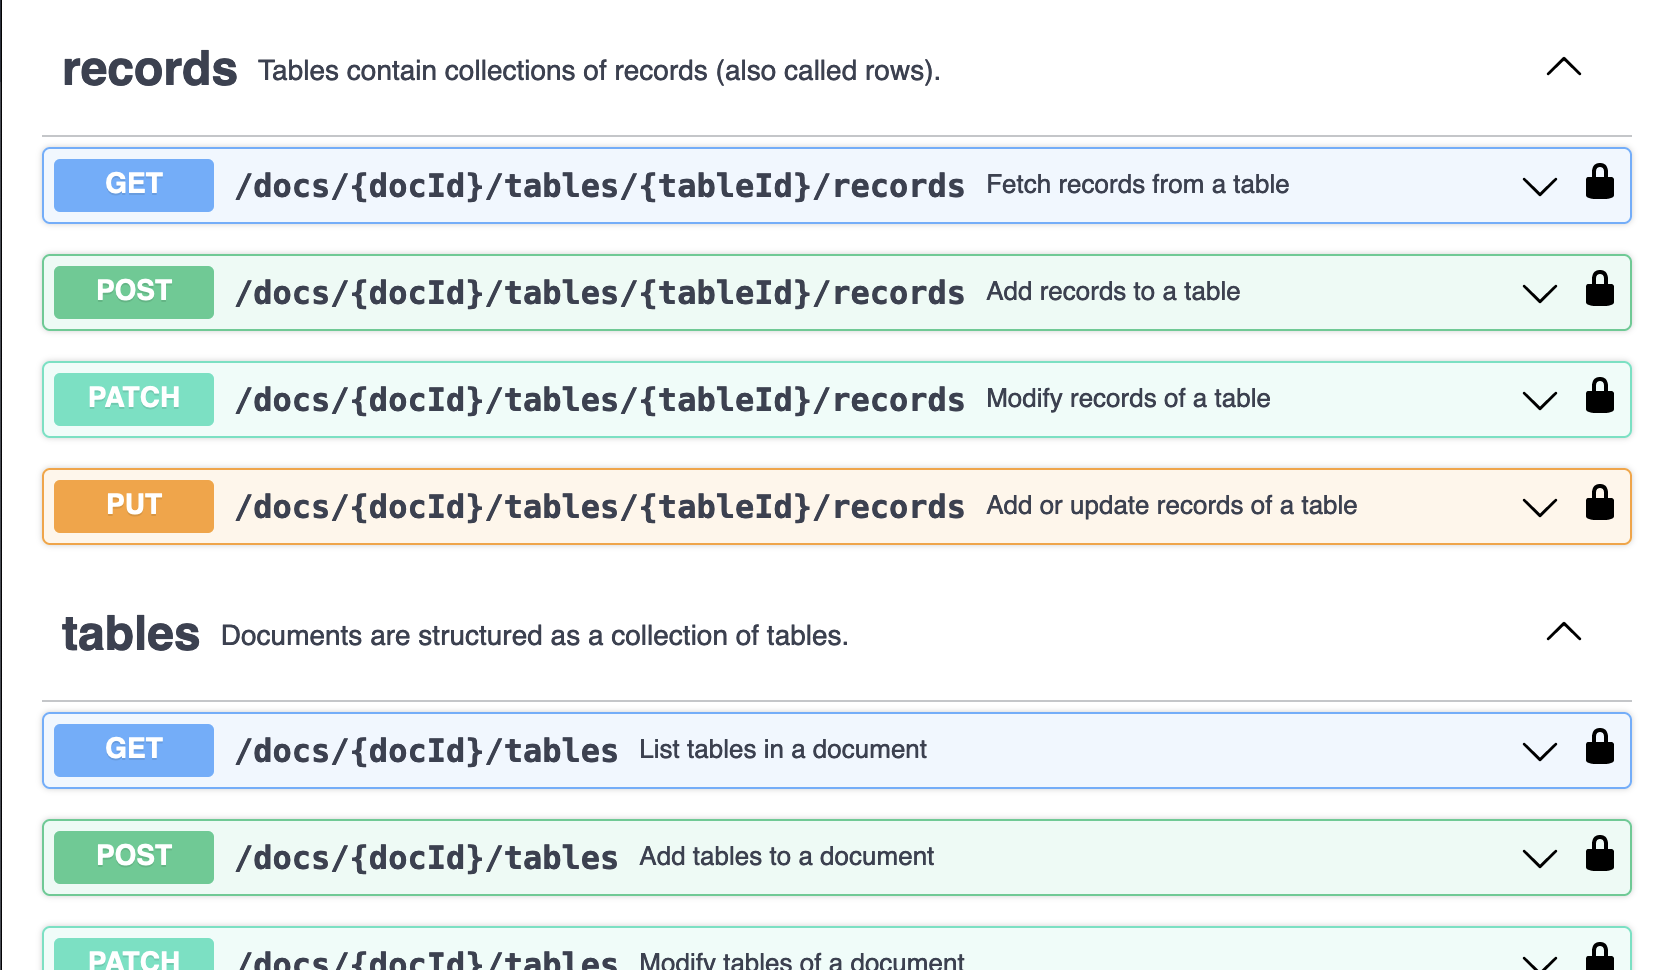 records Tables contain collections of records (also called rows).
GET /docs/{docId}/tables/{tableId}/records Fetch records from a table
POST /docs/{docId}/tables/{tableId}/records Add records to a table
PATCH /docs/{docId}/tables/{tableId}/records Modify records of a table
PUT /docs/{docId}/tables/{tableId}/records Add or update records of a table
tables Documents are structured as a collection of tables.
GET /docs/{docId}/tables List tables in a document
POST /docs/{docId}/tables Add tables to a document
PATCH /docs/{docId}/tables Modify tables of a document